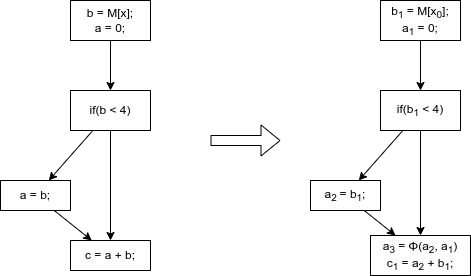 b = M[x];
a = 0;
if(b < 4)
a = b;
c = a + b;
b₁ = M[x₀];
a₁ = 0;
if(b₁ < 4)
a₂ = b₁;
a₃ = Φ(a₂, a₁)
c₁ = a₂ + b₁;